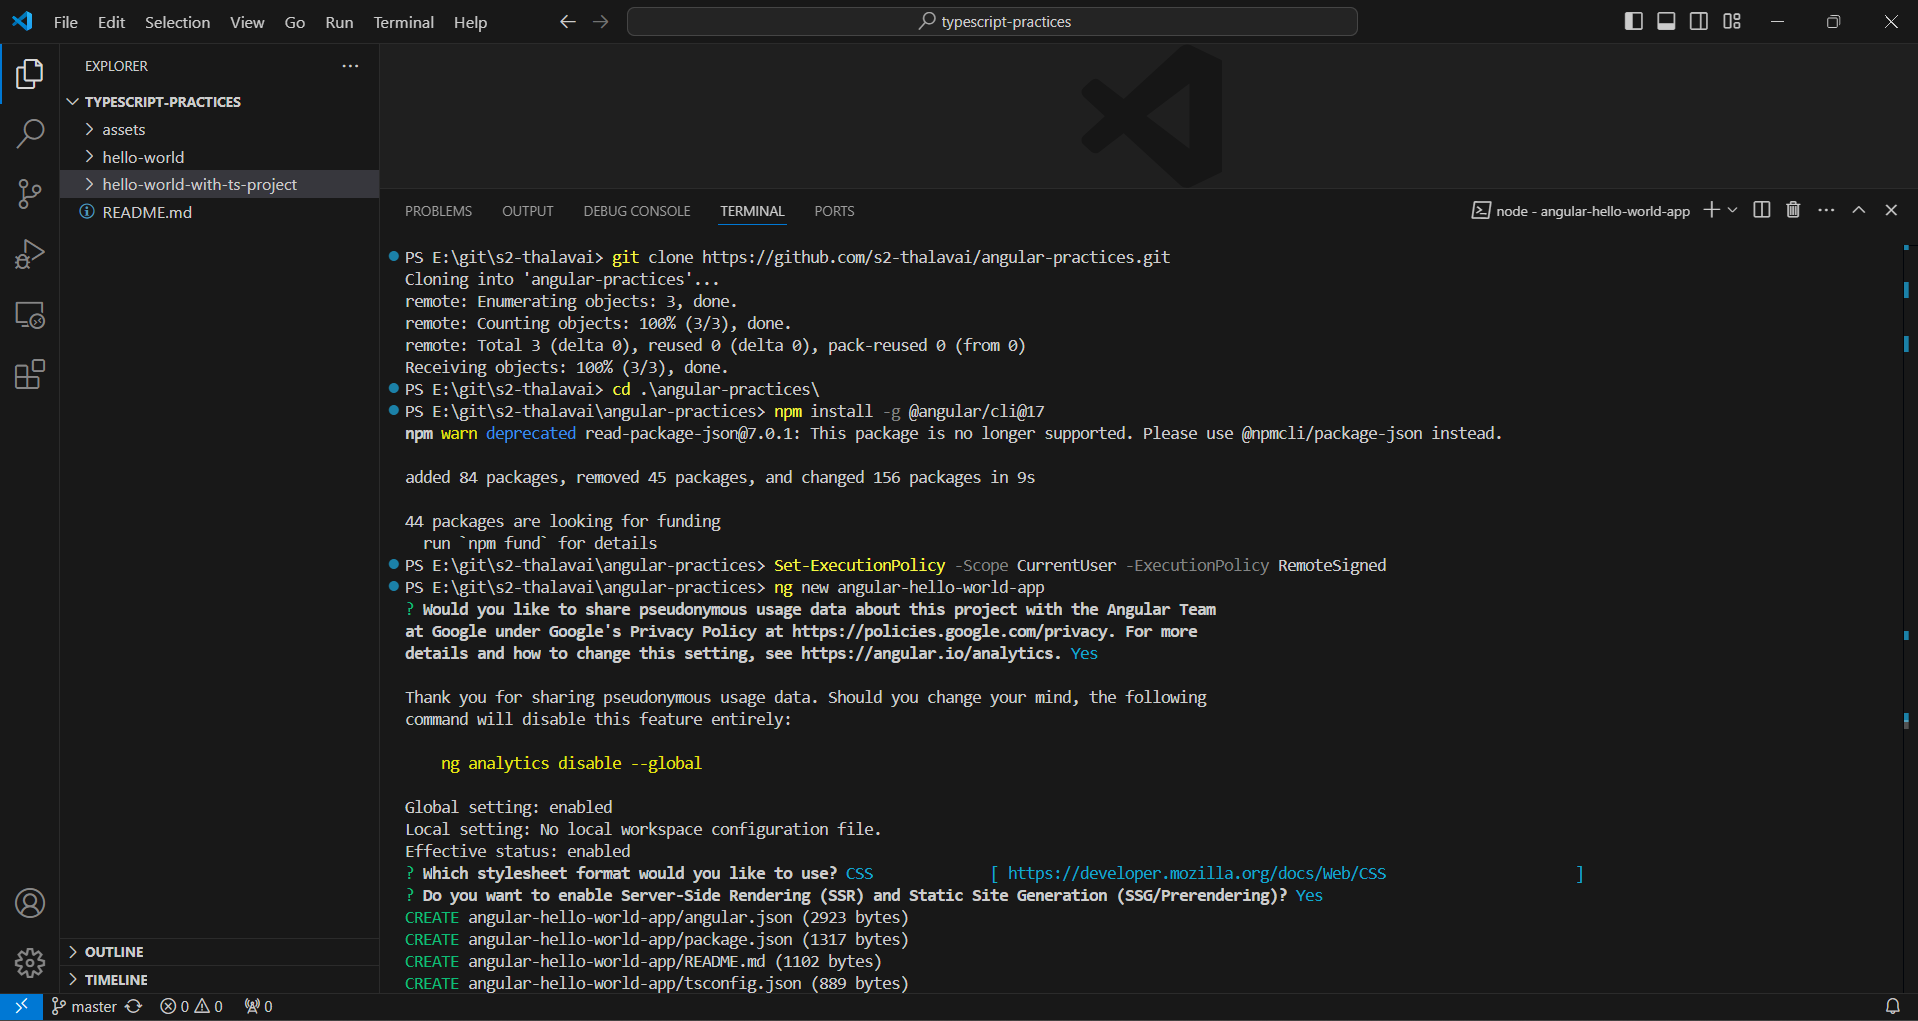 File Edit Selection View Go Run Terminal Help
typescript-practices
EXPLORER
TYPESCRIPT-PRACTICES
assets
hello-world
hello-world-with-ts-project
README.md
OUTLINE
TIMELINE
PROBLEMS OUTPUT DEBUG CONSOLE TERMINAL PORTS
node - angular-hello-world-app
PS E:\git\s2-thalavai> git clone https://github.com/s2-thalavai/angular-practices.git
Cloning into 'angular-practices'...
remote: Enumerating objects: 3, done.
remote: Counting objects: 100% (3/3), done.
remote: Total 3 (delta 0), reused 0 (delta 0), pack-reused 0 (from 0)
Receiving objects: 100% (3/3), done.
PS E:\git\s2-thalavai> cd .\angular-practices\
PS E:\git\s2-thalavai\angular-practices> npm install -g @angular/cli@17
npm warn deprecated read-package-json@7.0.1: This package is no longer supported. Please use @npmcli/package-json instead.
added 84 packages, removed 45 packages, and changed 156 packages in 9s
44 packages are looking for funding
run `npm fund` for details
PS E:\git\s2-thalavai\angular-practices> Set-ExecutionPolicy -Scope CurrentUser -ExecutionPolicy RemoteSigned
PS E:\git\s2-thalavai\angular-practices> ng new angular-hello-world-app
? Would you like to share pseudonymous usage data about this project with the Angular Team
at Google under Google's Privacy Policy at https://policies.google.com/privacy. For more
details and how to change this setting, see https://angular.io/analytics. Yes
Thank you for sharing pseudonymous usage data. Should you change your mind, the following
command will disable this feature entirely:
ng analytics disable --global
Global setting: enabled
Local setting: No local workspace configuration file.
Effective status: enabled
? Which stylesheet format would you like to use? CSS [ https://developer.mozilla.org/docs/Web/CSS ]
? Do you want to enable Server-Side Rendering (SSR) and Static Site Generation (SSG/Prerendering)? Yes
CREATE angular-hello-world-app/angular.json (2923 bytes)
CREATE angular-hello-world-app/package.json (1317 bytes)
CREATE angular-hello-world-app/README.md (1102 bytes)
CREATE angular-hello-world-app/tsconfig.json (889 bytes)
master 0 0 0